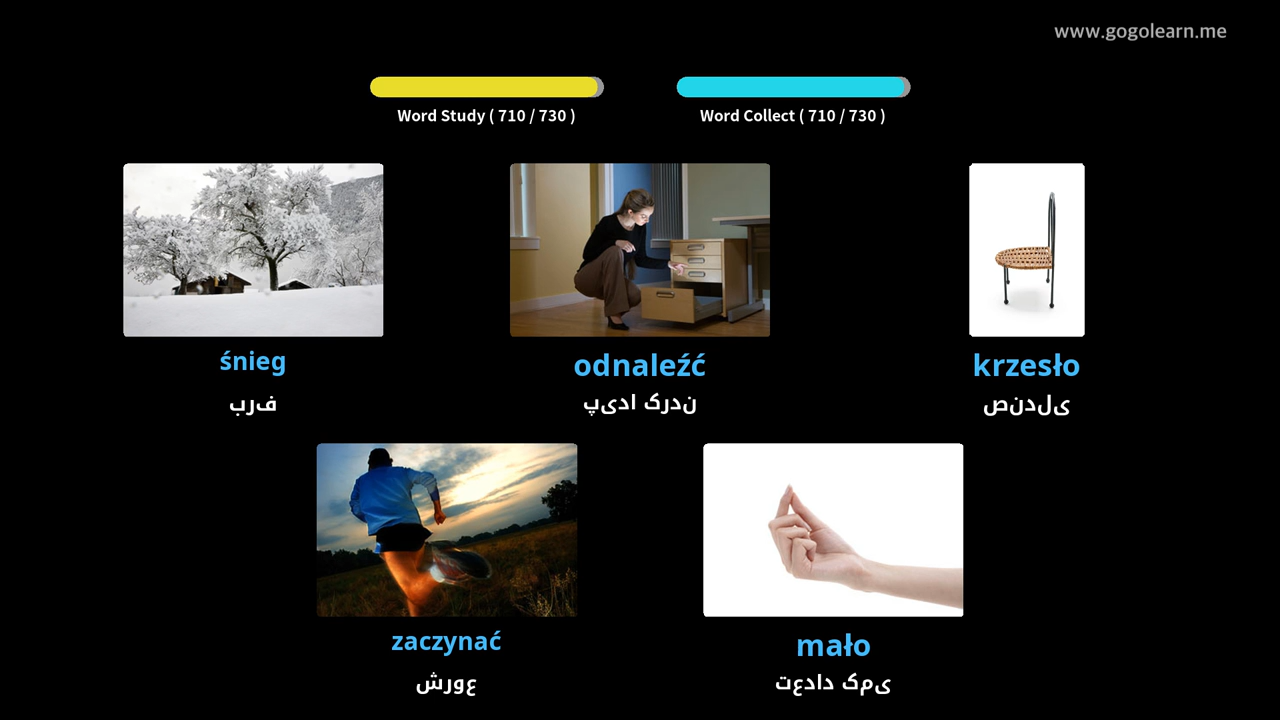 www.gogolearn.me
Word Study ( 710 / 730 )
Word Collect ( 710 / 730 )
śnieg
فرب
odnaleźć
ندرک ادیپ
krzesło
یلدنص
zaczynać
عورش
mało
یمک دادعت